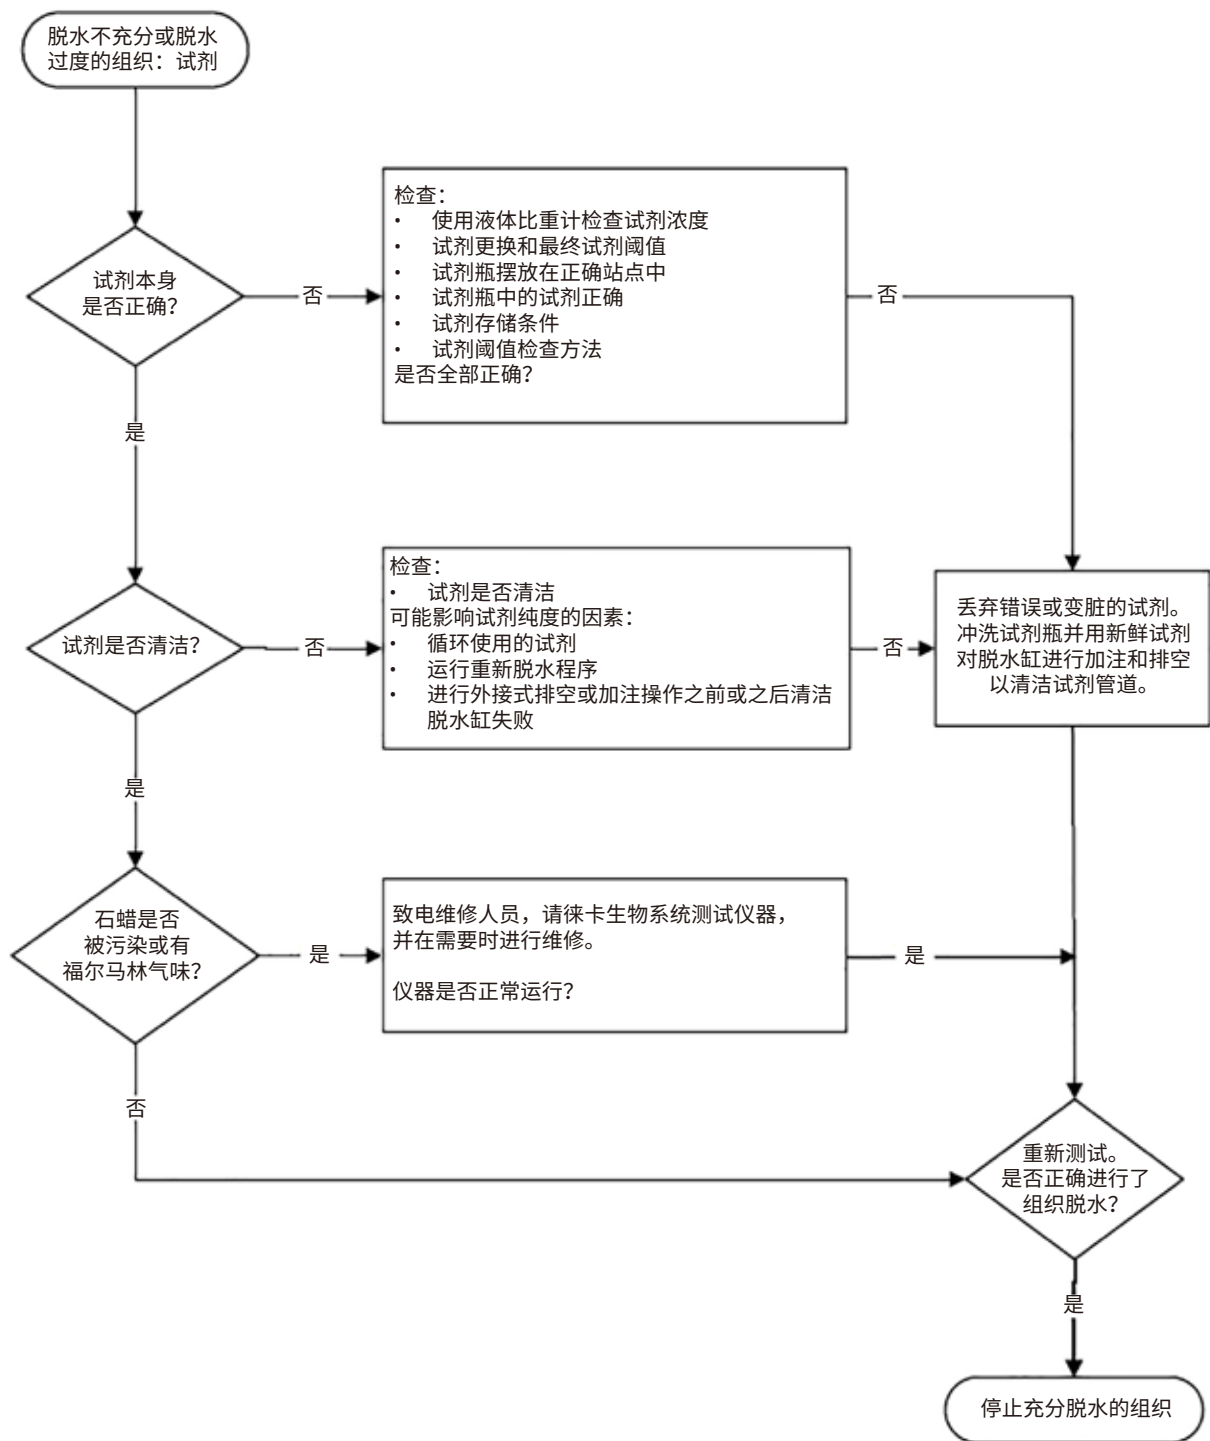 脱水不充分或脱水
过度的组织：试剂
试剂本身
是否正确？
否
检查：
• 使用液体比重计检查试剂浓度
• 试剂更换和最终试剂阈值
• 试剂瓶摆放在正确站点中
• 试剂瓶中的试剂正确
• 试剂存储条件
• 试剂阈值检查方法
是否全部正确？
否
是
试剂是否清洁？
否
检查：
• 试剂是否清洁
可能影响试剂纯度的因素：
• 循环使用的试剂
• 运行重新脱水程序
• 进行外接式排空或加注操作之前或之后清洁
脱水缸失败
否
丢弃错误或变脏的试剂。
冲洗试剂瓶并用新鲜试剂
对脱水缸进行加注和排空
以清洁试剂管道。
是
石蜡是否
被污染或有
福尔马林气味？
是
致电维修人员，请徕卡生物系统测试仪器，
并在需要时进行维修。
仪器是否正常运行？
是
否
重新测试。
是否正确进行了
组织脱水？
是
停止充分脱水的组织